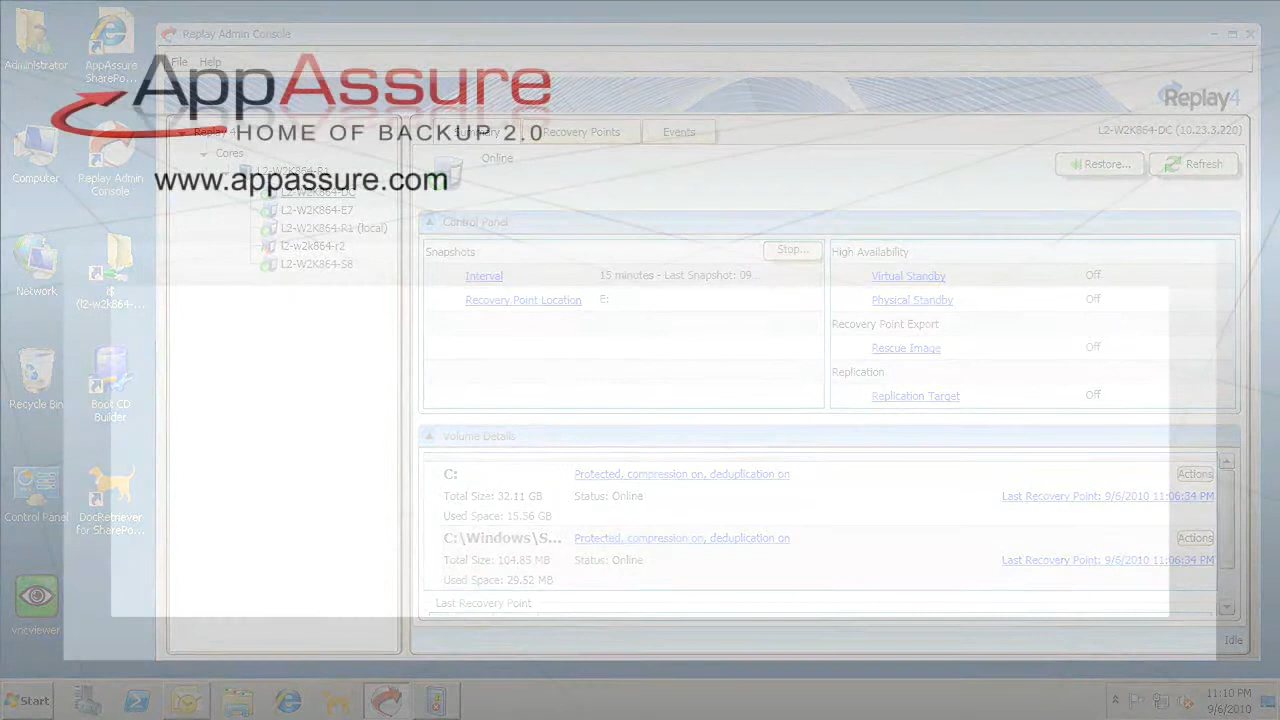 Replay Admin Console
File Help
AppAssure
HOME OF BACKUP 2.0
www.appassure.com
Replay4
Administrator
AppAssure
SharePo...
Computer
Replay Admin
Console
Network
i$
(l2-w2k864-...
Recycle Bin
Boot CD
Builder
Control Panel
DocRetriever
for SharePo...
vncviewer
Replay 4
Cores
L2-W2K864-R1
L2-W2K864-DC
L2-W2K864-E7
L2-W2K864-R1 (local)
l2-w2k864-r2
L2-W2K864-S8
Summary
Recovery Points
Events
L2-W2K864-DC (10.23.3.220)
Online
Restore...
Refresh
Control Panel
Snapshots
Stop...
Interval
15 minutes - Last Snapshot: 09...
Recovery Point Location
E:
High Availability
Virtual Standby
Off
Physical Standby
Off
Recovery Point Export
Rescue Image
Off
Replication
Replication Target
Off
Volume Details
C:
Protected, compression on, deduplication on
Actions
Total Size: 32.11 GB
Status: Online
Last Recovery Point: 9/6/2010 11:06:34 PM
Used Space: 15.56 GB
C:\Windows\S...
Protected, compression on, deduplication on
Actions
Total Size: 104.85 MB
Status: Online
Last Recovery Point: 9/6/2010 11:06:34 PM
Used Space: 29.52 MB
Last Recovery Point
Idle
Start
11:10 PM
9/6/2010